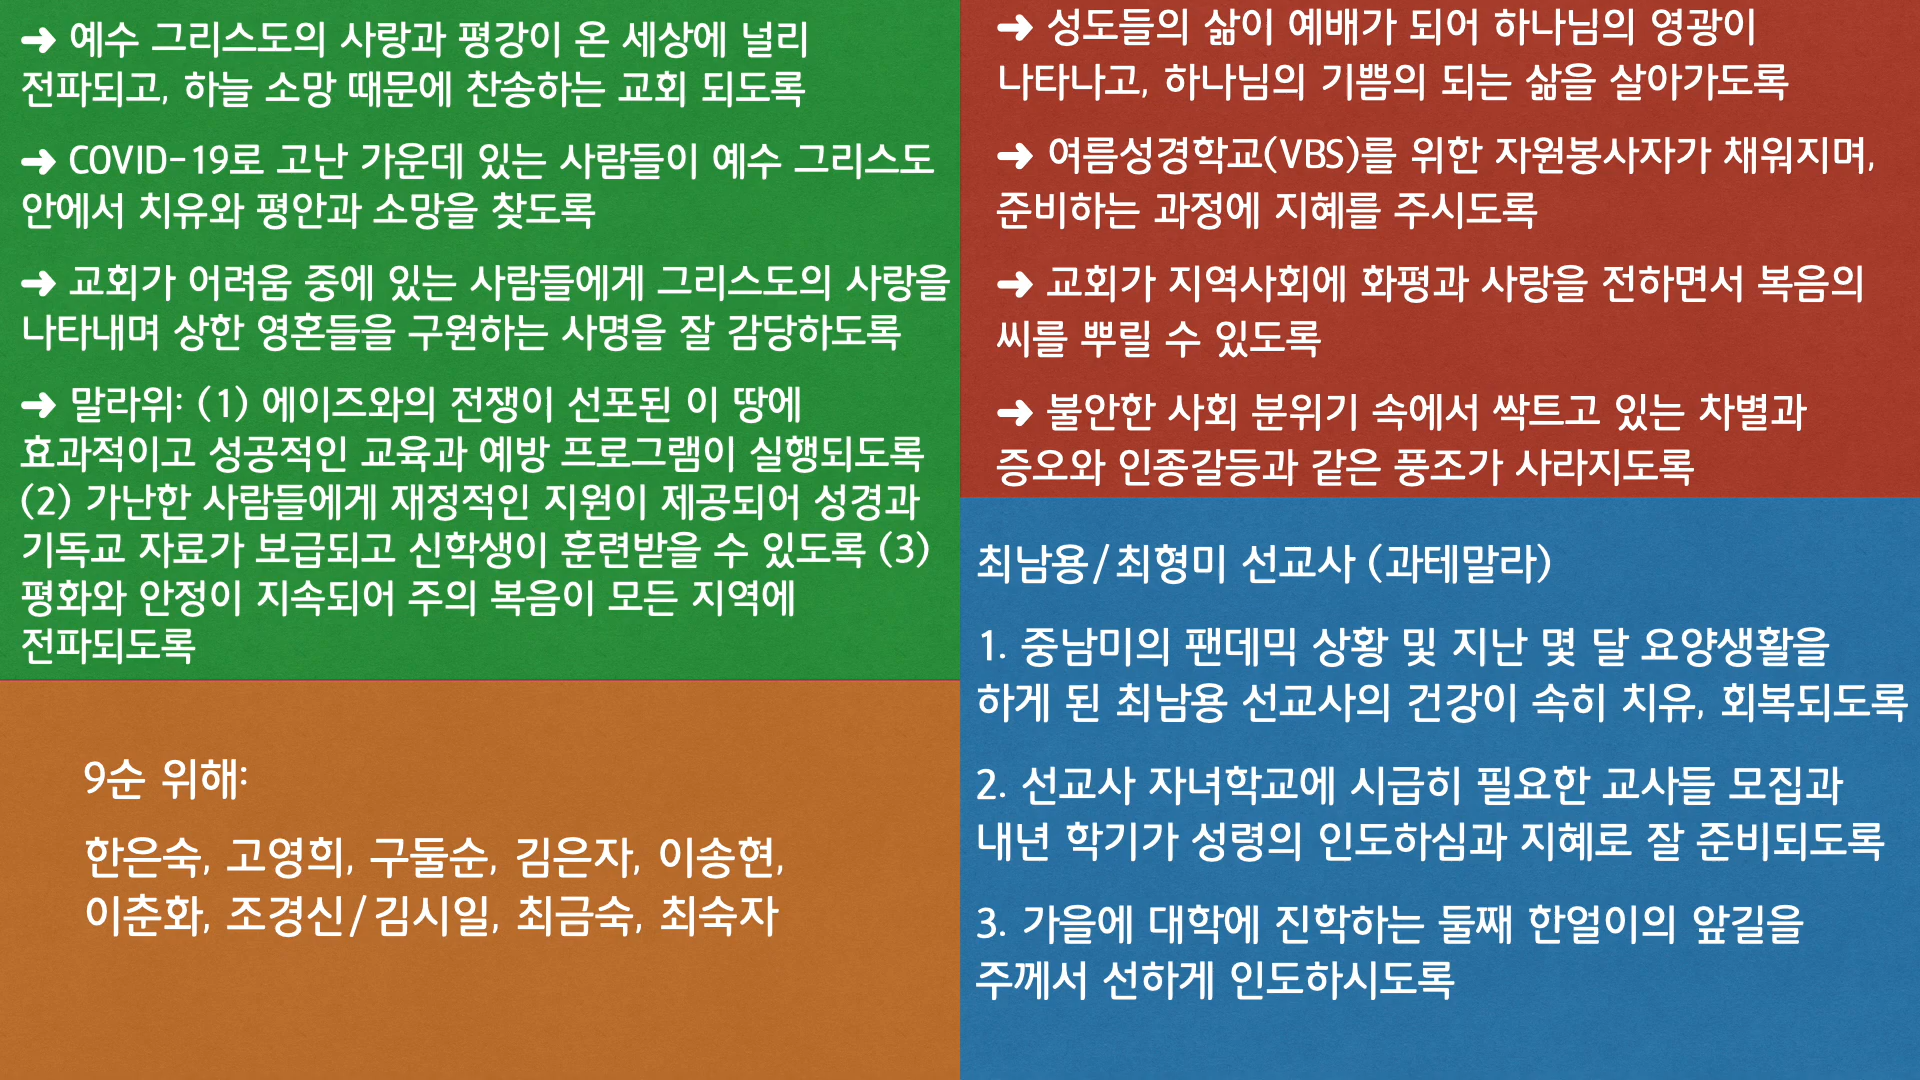 ➜ 예수 그리스도의 사랑과 평강이 온 세상에 널리
전파되고, 하늘 소망 때문에 찬송하는 교회 되도록
➜ COVID-19로 고난 가운데 있는 사람들이 예수 그리스도
안에서 치유와 평안과 소망을 찾도록
➜ 교회가 어려움 중에 있는 사람들에게 그리스도의 사랑을
나타내며 상한 영혼들을 구원하는 사명을 잘 감당하도록
➜ 말라위: (1) 에이즈와의 전쟁이 선포된 이 땅에
효과적이고 성공적인 교육과 예방 프로그램이 실행되도록
(2) 가난한 사람들에게 재정적인 지원이 제공되어 성경과
기독교 자료가 보급되고 신학생이 훈련받을 수 있도록 (3)
평화와 안정이 지속되어 주의 복음이 모든 지역에
전파되도록
➜ 성도들의 삶이 예배가 되어 하나님의 영광이
나타나고, 하나님의 기쁨의 되는 삶을 살아가도록
➜ 여름성경학교(VBS)를 위한 자원봉사자가 채워지며,
준비하는 과정에 지혜를 주시도록
➜ 교회가 지역사회에 화평과 사랑을 전하면서 복음의
씨를 뿌릴 수 있도록
➜ 불안한 사회 분위기 속에서 싹트고 있는 차별과
증오와 인종갈등과 같은 풍조가 사라지도록
9순 위해:
한은숙, 고영희, 구둘순, 김은자, 이송현,
이춘화, 조경신/김시일, 최금숙, 최숙자
최남용/최형미 선교사 (과테말라)
1. 중남미의 팬데믹 상황 및 지난 몇 달 요양생활을
하게 된 최남용 선교사의 건강이 속히 치유, 회복되도록
2. 선교사 자녀학교에 시급히 필요한 교사들 모집과
내년 학기가 성령의 인도하심과 지혜로 잘 준비되도록
3. 가을에 대학에 진학하는 둘째 한얼이의 앞길을
주께서 선하게 인도하시도록